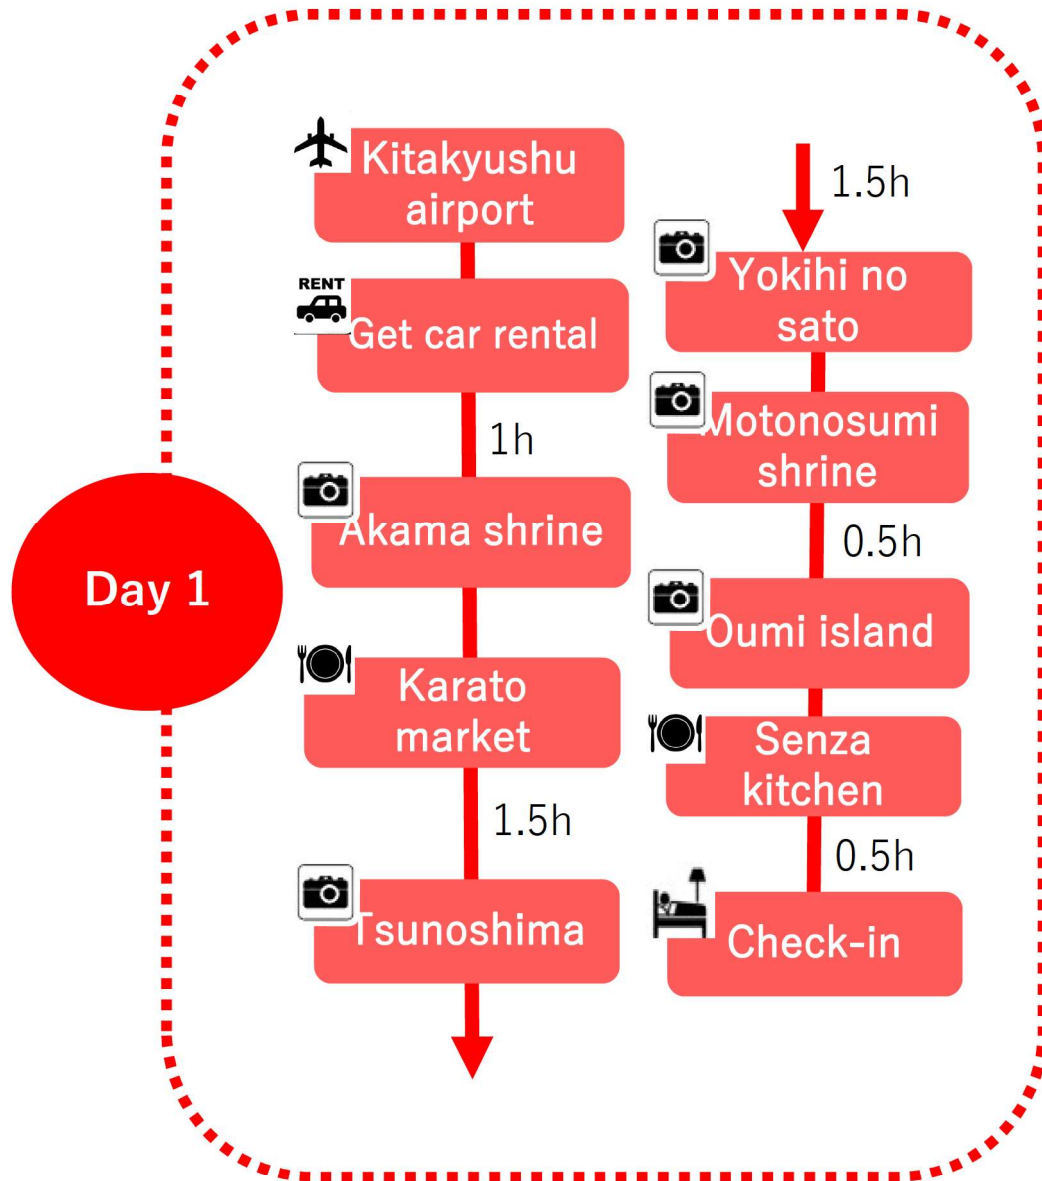 Day 1
Kitakyushu
airport
RENT
Get car rental
1h
Akama shrine
Karato
market
1.5h
Tsunoshima
1.5h
Yokihi no
sato
Motonosumi
shrine
0.5h
Oumi island
Senza
kitchen
0.5h
Check-in